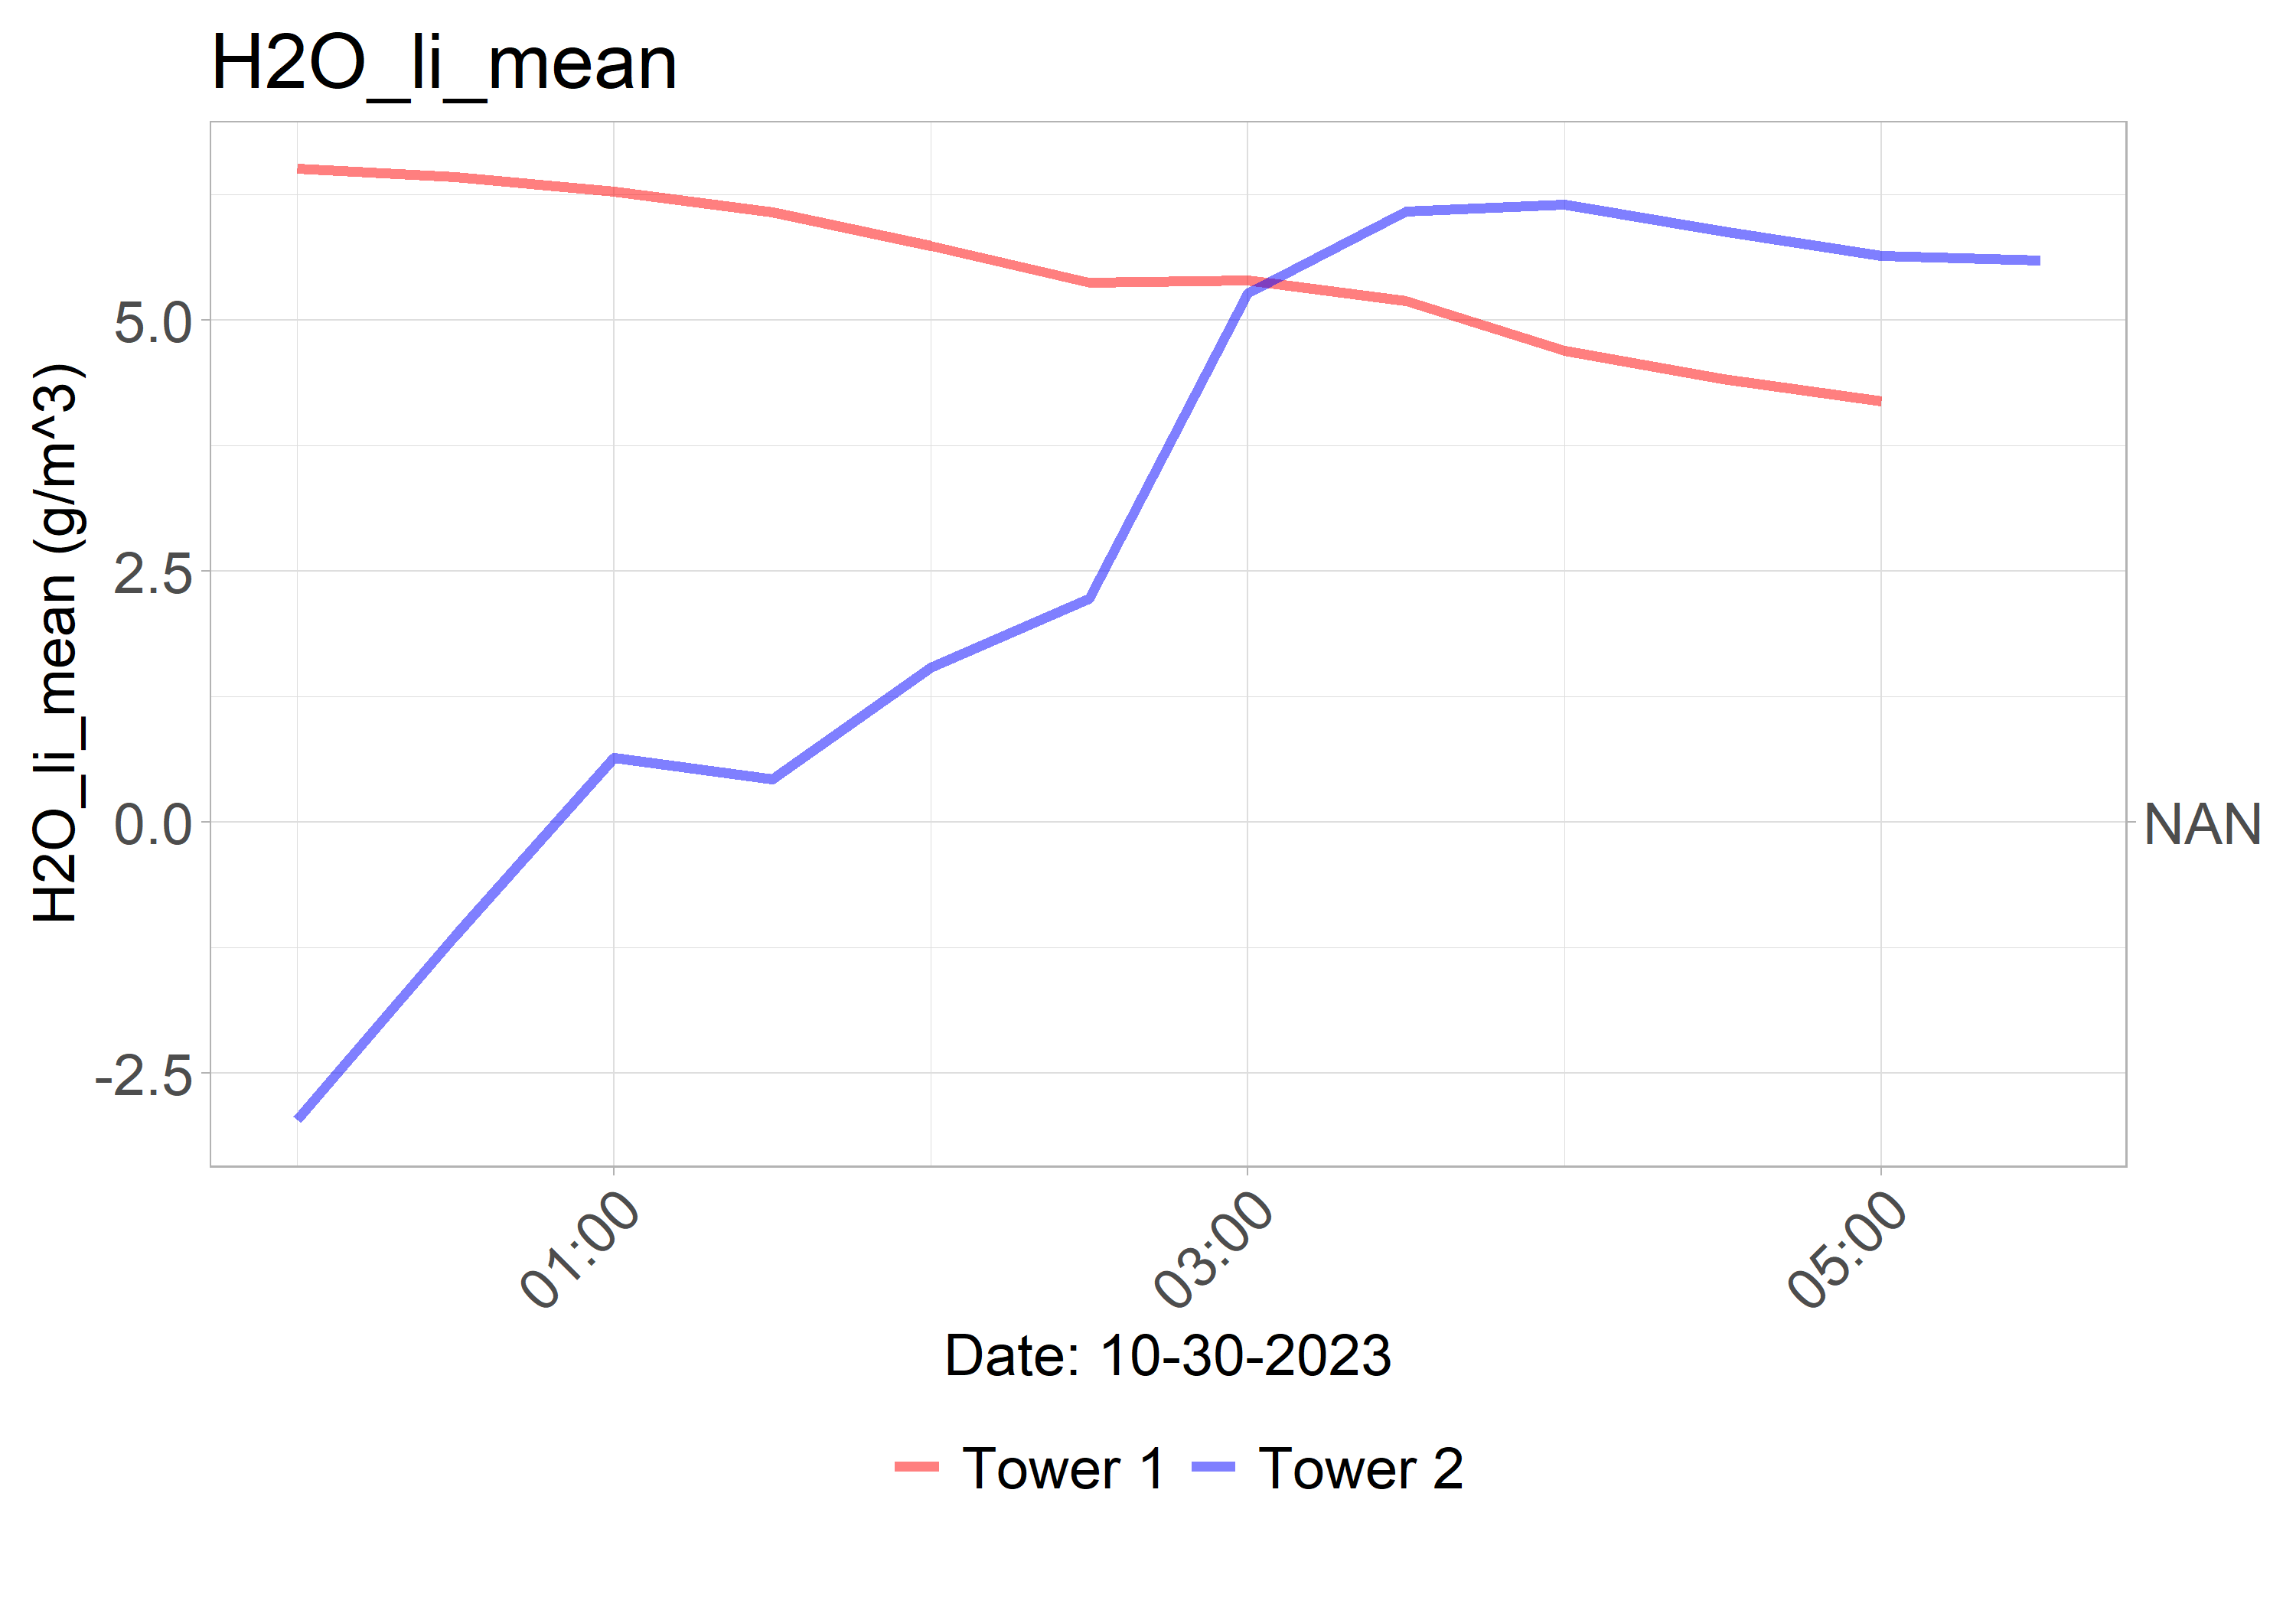 H2O_li_mean
H2O_li_mean (g/m^3)
5.0
2.5
0.0
-2.5
NAN
01:00
03:00
05:00
Date: 10-30-2023
Tower 1
Tower 2